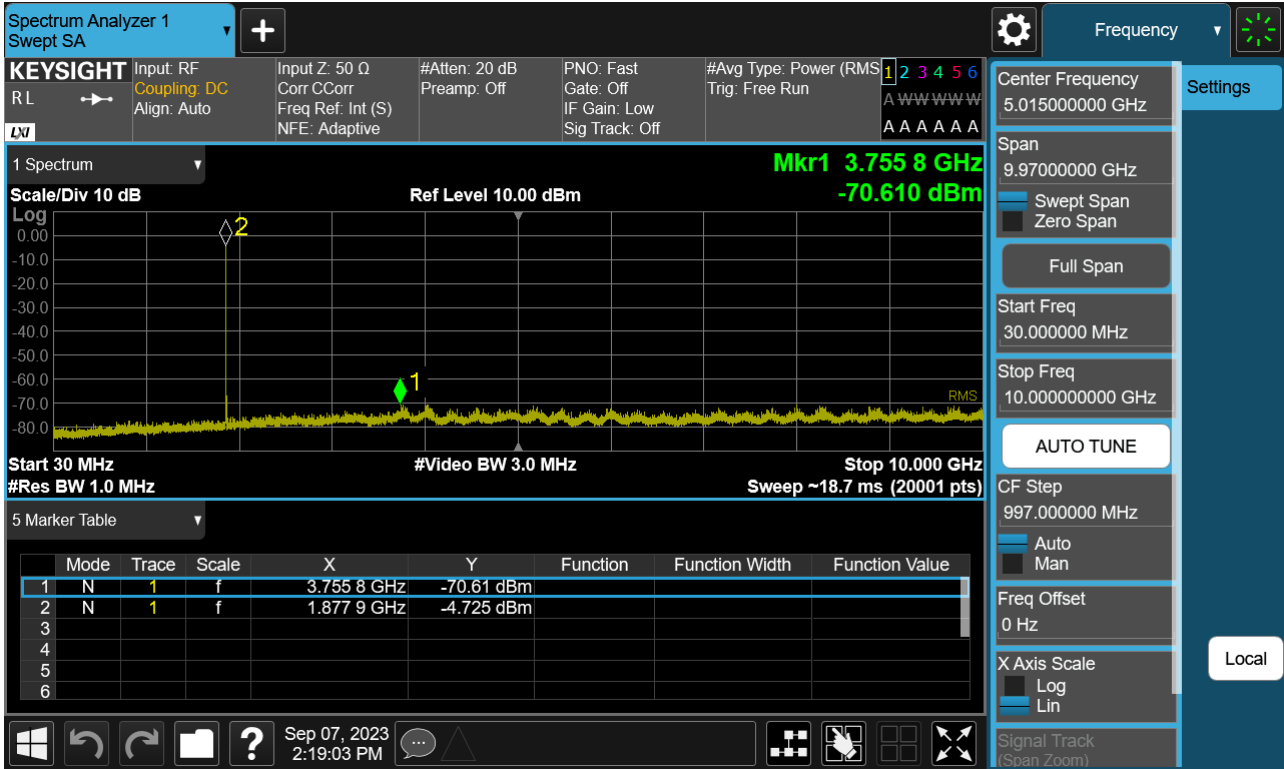 Spectrum Analyzer 1
Swept SA
+
Frequency
KEYSIGHT
R L
LXI
Input: RF
Coupling: DC
Align: Auto
Input Z: 50 Ω
Corr CCorr
Freq Ref: Int (S)
NFE: Adaptive
#Atten: 20 dB
Preamp: Off
PNO: Fast
Gate: Off
IF Gain: Low
Sig Track: Off
#Avg Type: Power (RMS
Trig: Free Run
1 2 3 4 5 6
A W W W W W
A A A A A A
1 Spectrum
Mkr1 3.755 8 GHz
-70.610 dBm
Scale/Div 10 dB
Ref Level 10.00 dBm
Log
0.00
-10.0
-20.0
-30.0
-40.0
-50.0
-60.0
-70.0
-80.0
2
1
RMS
Start 30 MHz
#Video BW 3.0 MHz
Stop 10.000 GHz
#Res BW 1.0 MHz
Sweep ~18.7 ms (20001 pts)
5 Marker Table
Mode Trace Scale X Y Function Function Width Function Value
1 N 1 f 3.755 8 GHz -70.61 dBm
2 N 1 f 1.877 9 GHz -4.725 dBm
3
4
5
6
?
Sep 07, 2023
2:19:03 PM
Center Frequency
5.015000000 GHz
Span
9.97000000 GHz
Swept Span
Zero Span
Full Span
Start Freq
30.000000 MHz
Stop Freq
10.000000000 GHz
AUTO TUNE
CF Step
997.000000 MHz
Auto
Man
Freq Offset
0 Hz
X Axis Scale
Log
Lin
Signal Track
(Span Zoom)
Settings
Local